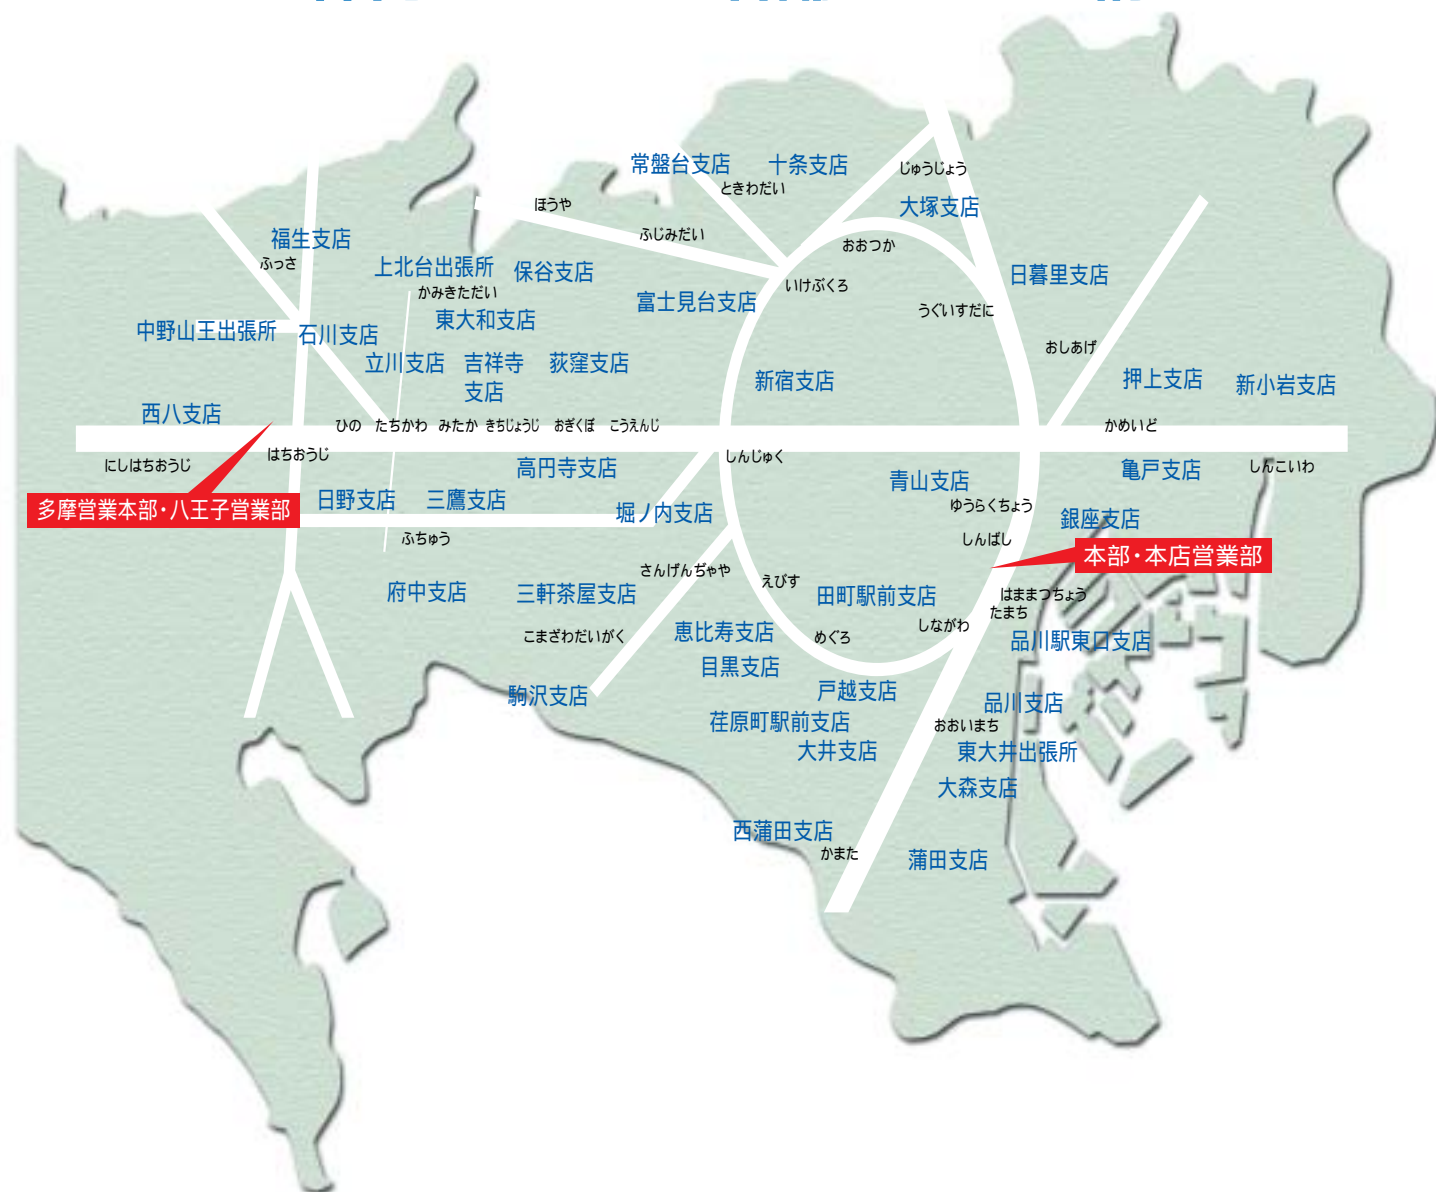 常盤台支店
十条支店
じゅうじょう
ときわだい
ほうや
大塚支店
ふじみだい
福生支店
おおつか
ふっさ
上北台出張所
保谷支店
日暮里支店
いけぶくろ
かみきただい
富士見台支店
うぐいすだに
東大和支店
中野山王出張所
石川支店
おしあげ
立川支店
吉祥寺
支店
荻窪支店
新宿支店
押上支店
新小岩支店
西八支店
ひの
たちかわ
みたか
きちじょうじ
おぎくぼ
こうえんじ
かめいど
はちおうじ
しんじゅく
にしはちおうじ
高円寺支店
亀戸支店
しんこいわ
青山支店
日野支店
三鷹支店
ゆうらくちょう
多摩営業本部・八王子営業部
堀ノ内支店
銀座支店
ふちゅう
しんばし
本部・本店営業部
さんげんぢゃや
えびす
府中支店
三軒茶屋支店
田町駅前支店
はままつちょう
たまち
しながわ
こまざわだいがく
恵比寿支店
めぐろ
品川駅東口支店
目黒支店
駒沢支店
戸越支店
品川支店
荏原町駅前支店
おおいまち
大井支店
東大井出張所
大森支店
西蒲田支店
かまた
蒲田支店